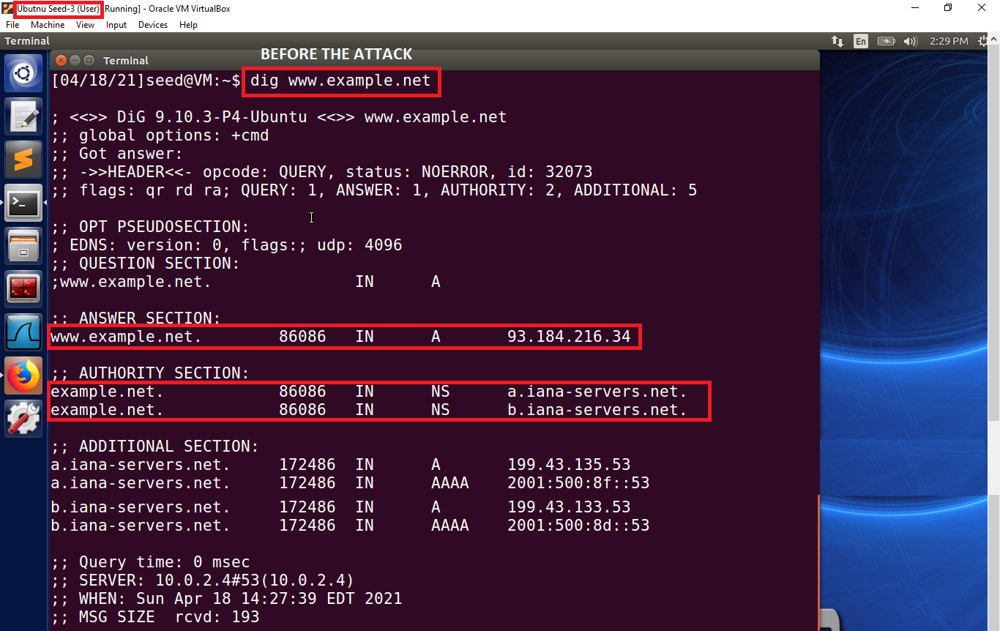 Ubutnu Seed-3 (User) [Running] - Oracle VM VirtualBox
File Machine View Input Devices Help
Terminal En 2:29 PM
Terminal
BEFORE THE ATTACK
[04/18/21]seed@VM:~$ dig www.example.net
; <<>> DiG 9.10.3-P4-Ubuntu <<>> www.example.net
;; global options: +cmd
;; Got answer:
;; ->>HEADER<<- opcode: QUERY, status: NOERROR, id: 32073
;; flags: qr rd ra; QUERY: 1, ANSWER: 1, AUTHORITY: 2, ADDITIONAL: 5
;; OPT PSEUDOSECTION:
; EDNS: version: 0, flags:; udp: 4096
;; QUESTION SECTION:
;www.example.net. IN A
;; ANSWER SECTION:
www.example.net. 86086 IN A 93.184.216.34
;; AUTHORITY SECTION:
example.net. 86086 IN NS a.iana-servers.net.
example.net. 86086 IN NS b.iana-servers.net.
;; ADDITIONAL SECTION:
a.iana-servers.net. 172486 IN A 199.43.135.53
a.iana-servers.net. 172486 IN AAAA 2001:500:8f::53
b.iana-servers.net. 172486 IN A 199.43.133.53
b.iana-servers.net. 172486 IN AAAA 2001:500:8d::53
;; Query time: 0 msec
;; SERVER: 10.0.2.4#53(10.0.2.4)
;; WHEN: Sun Apr 18 14:27:39 EDT 2021
;; MSG SIZE rcvd: 193